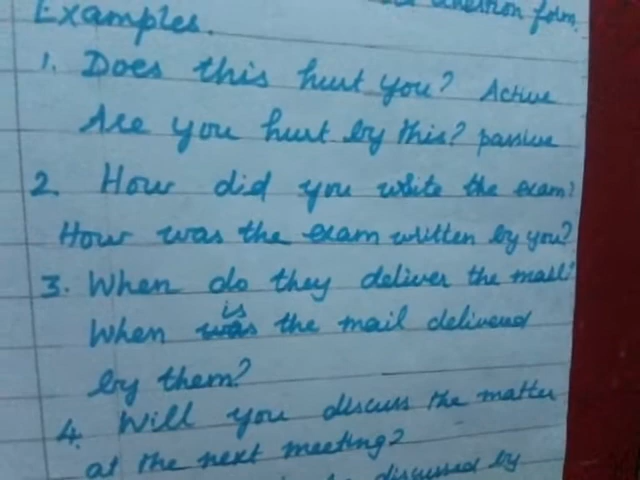 question form.
Examples.
1. Does this hurt you? Active
Are you hurt by this? passive
2. How did you write the exam?
How was the exam written by you?
3. When do they deliver the mail?
is
When was the mail delivered
by them?
4. Will you discuss the matter
at the next meeting?
discussed by